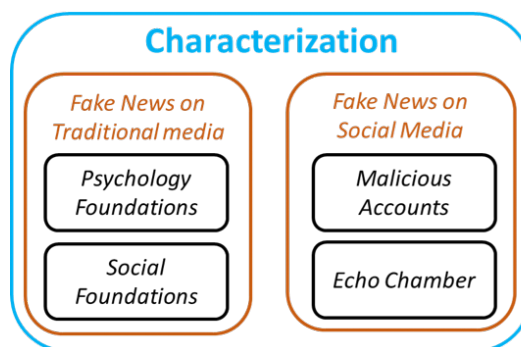 Characterization
Fake News on
Traditional media
Psychology
Foundations
Social
Foundations
Fake News on
Social Media
Malicious
Accounts
Echo Chamber